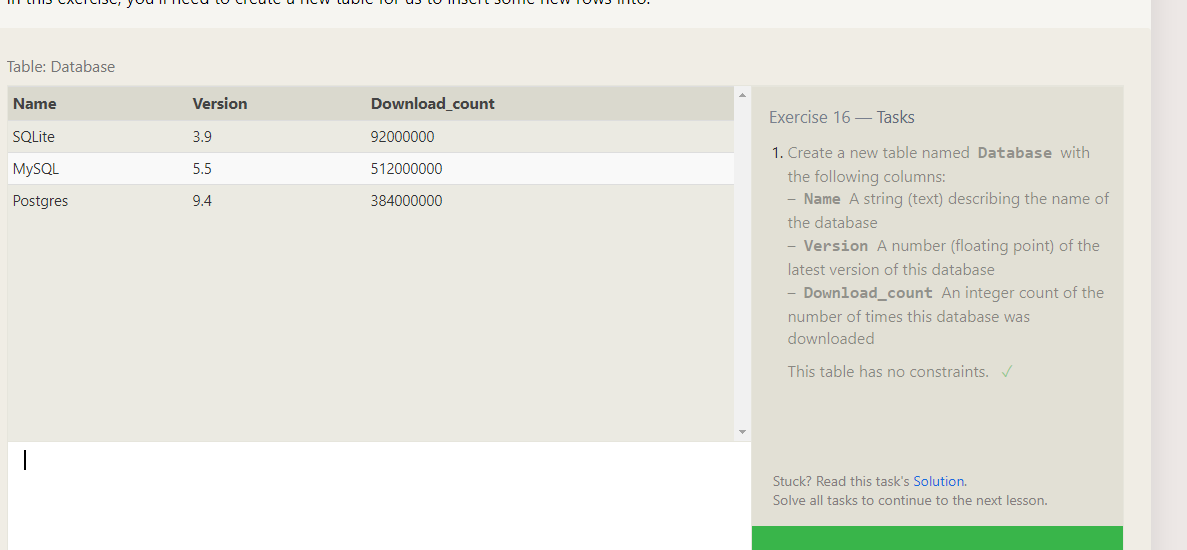 In this exercise, you'll need to create a new table for us to insert some new rows into.
Table: Database
Name Version Download_count
SQLite 3.9 92000000
MySQL 5.5 512000000
Postgres 9.4 384000000
Exercise 16 — Tasks
1. Create a new table named Database with
the following columns:
– Name A string (text) describing the name of
the database
– Version A number (floating point) of the
latest version of this database
– Download_count An integer count of the
number of times this database was
downloaded
This table has no constraints. ✓
Stuck? Read this task's Solution.
Solve all tasks to continue to the next lesson.